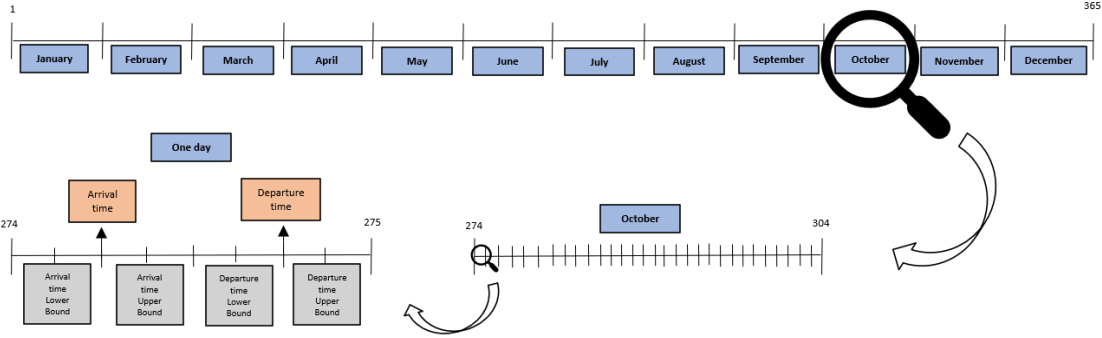 1
365
January
February
March
April
May
June
July
August
September
October
November
December
One day
Arrival
time
Departure
time
274
275
Arrival
time
Lower
Bound
Arrival
time
Upper
Bound
Departure
time
Lower
Bound
Departure
time
Upper
Bound
October
274
304